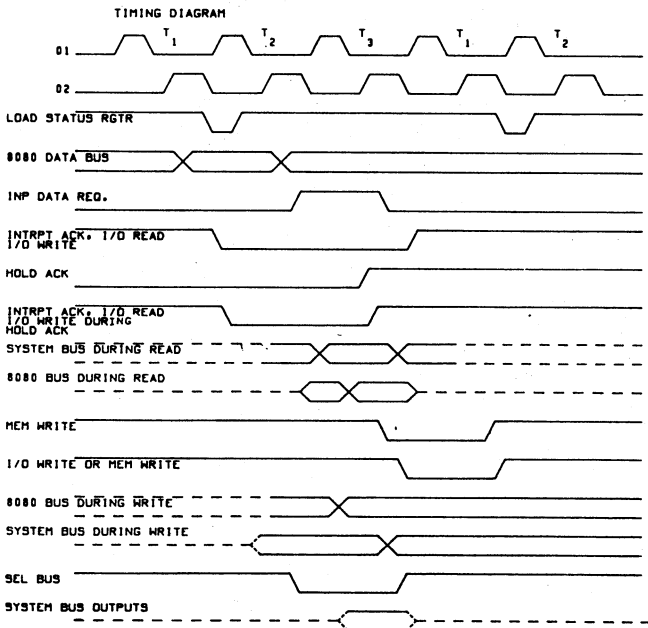 TIMING DIAGRAM
T1 T2 T3 T1 T2
01
02
LOAD STATUS RGTR
8080 DATA BUS
INP DATA REQ.
INTRPT ACK. I/O READ
I/O WRITE
HOLD ACK
INTRPT ACK. I/O READ
I/O WRITE DURING
HOLD ACK
SYSTEM BUS DURING READ
8080 BUS DURING READ
MEM WRITE
I/O WRITE OR MEM WRITE
8080 BUS DURING WRITE
SYSTEM BUS DURING WRITE
SEL BUS
SYSTEM BUS OUTPUTS